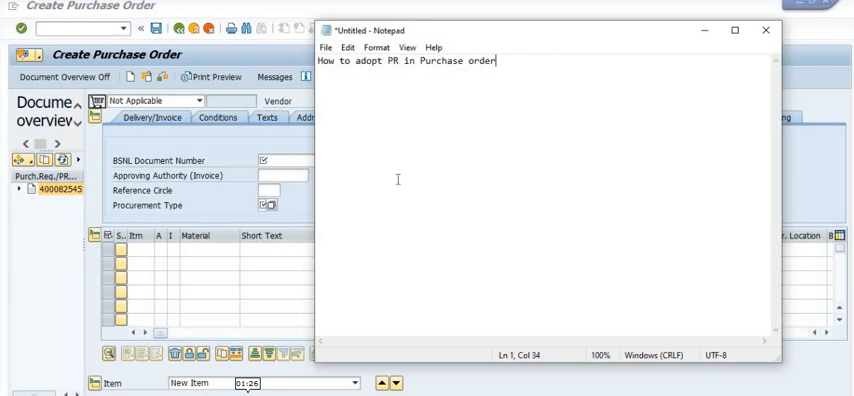 Create Purchase Order
Create Purchase Order
Document Overview Off
Print Preview
Messages
Docume
overview
Not Applicable
Vendor
Delivery/Invoice
Conditions
Texts
Addr
BSNL Document Number
Approving Authority (Invoice)
Reference Circle
Procurement Type
Purch.Req./PR...
400082545
S..
Itm
A
I
Material
Short Text
Item
New Item
01:26
*Untitled - Notepad
File
Edit
Format
View
Help
How to adopt PR in Purchase order
Ln 1, Col 34
100%
Windows (CRLF)
UTF-8
Location
B